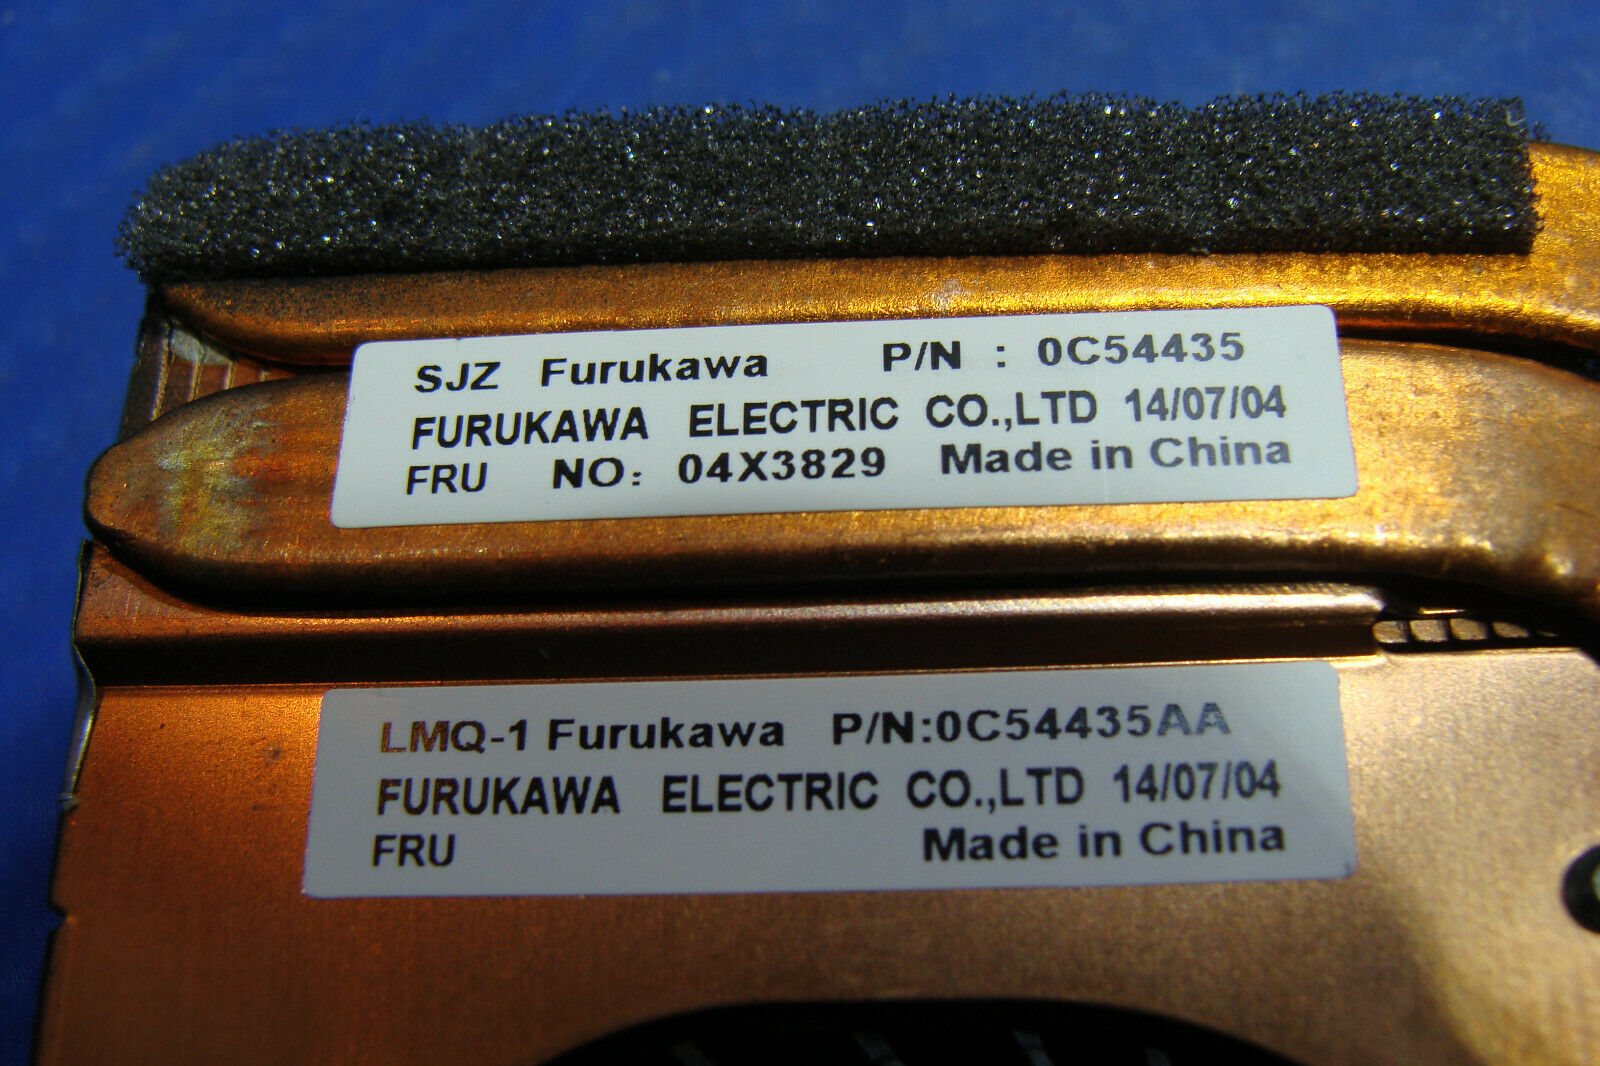 SJZ Furukawa P/N : 0C54435
FURUKAWA ELECTRIC CO.,LTD 14/07/04
FRU NO: 04X3829 Made in China
LMQ-1 Furukawa P/N:0C54435AA
FURUKAWA ELECTRIC CO.,LTD 14/07/04
FRU Made in China